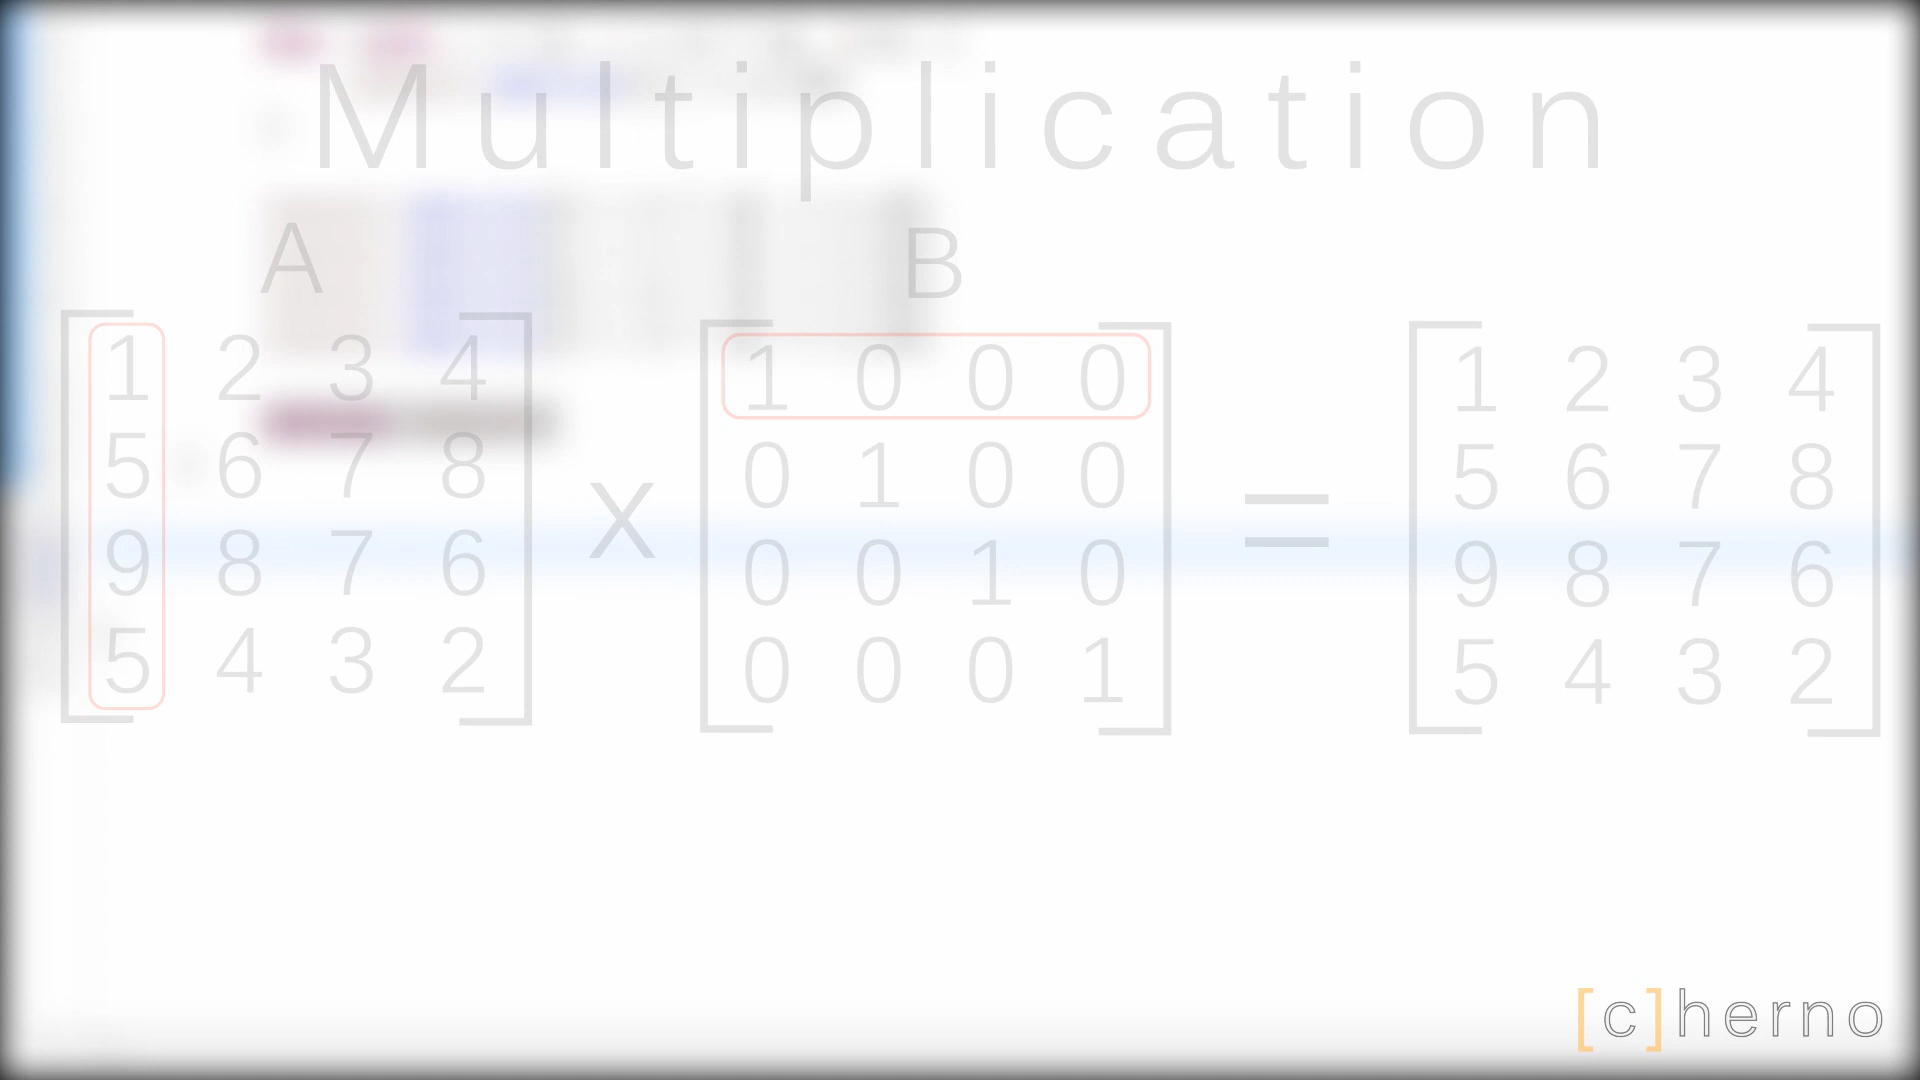 Multiplication
A B
1 2 3 4 1 0 0 0 1 2 3 4
5 6 7 8 0 1 0 0 5 6 7 8
x =
9 8 7 6 0 0 1 0 9 8 7 6
5 4 3 2 0 0 0 1 5 4 3 2
[c]herno